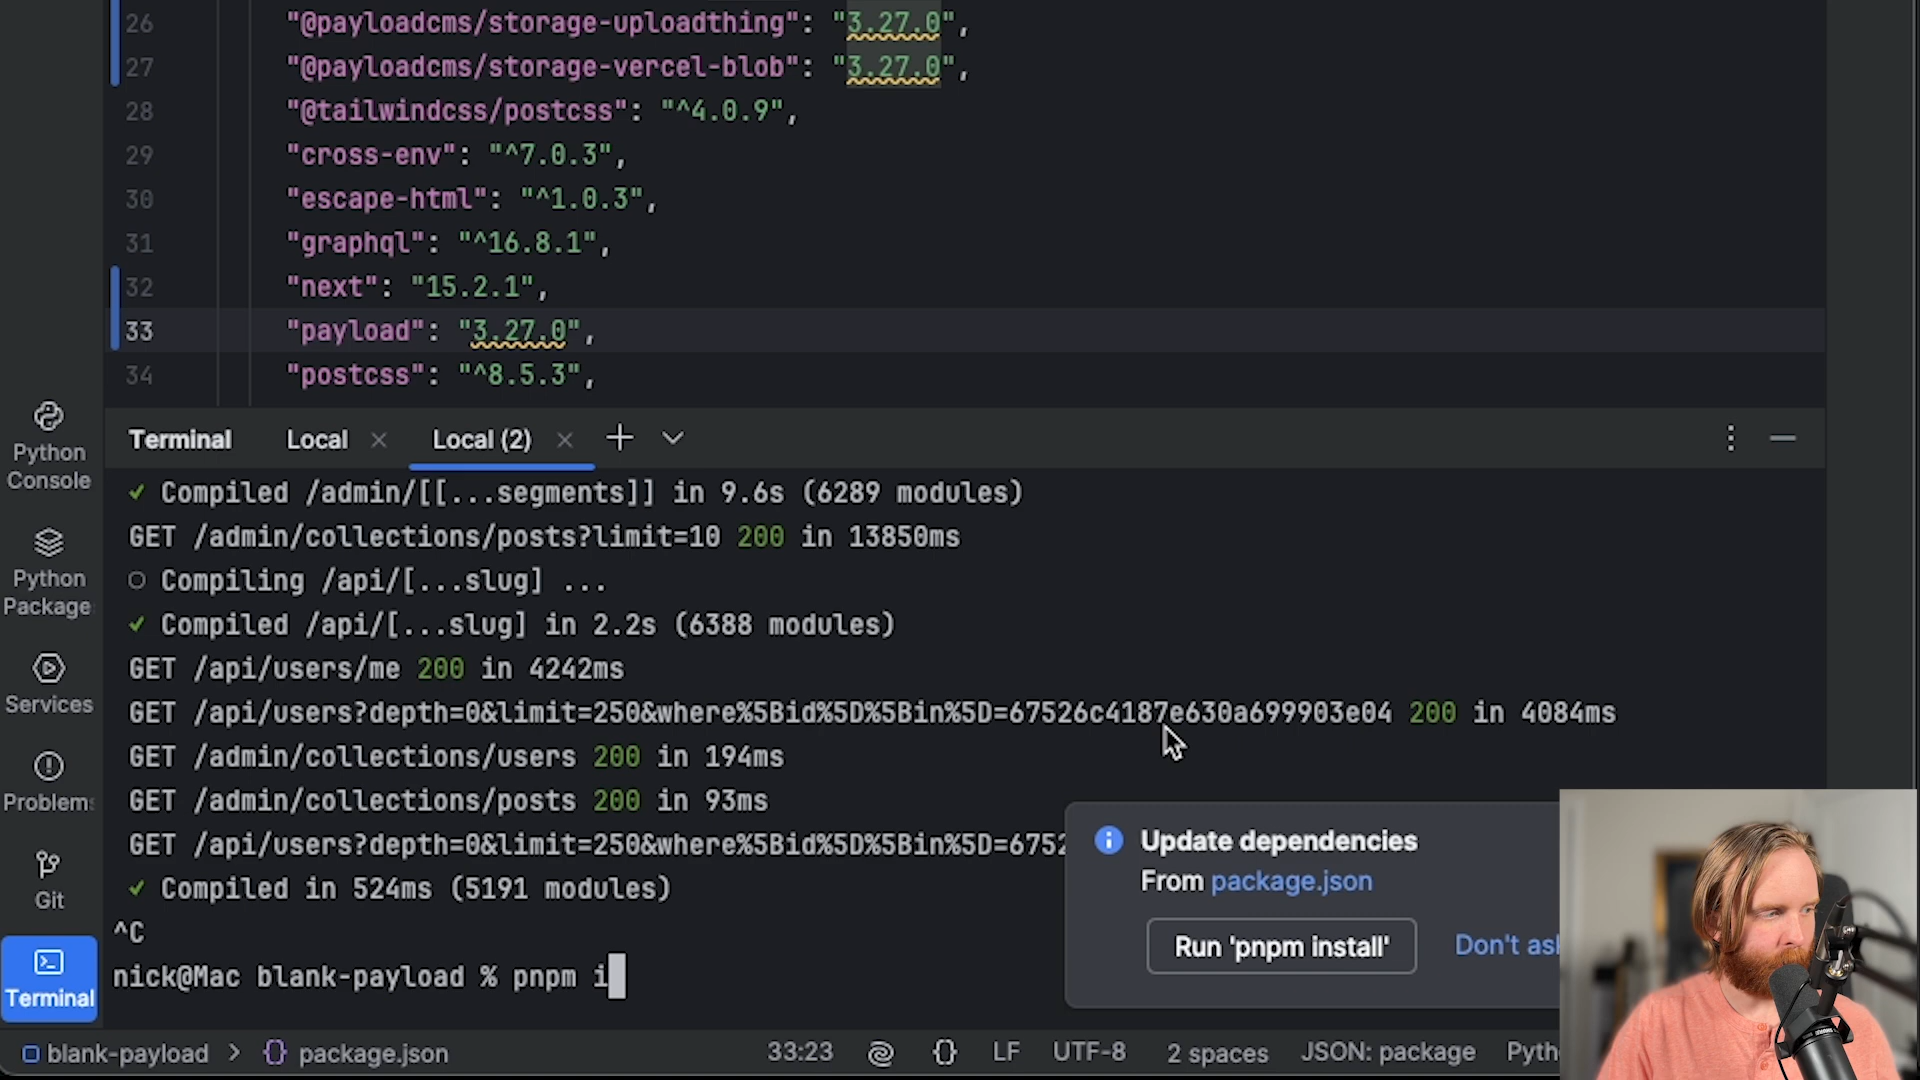 26 "@payloadcms/storage-uploadthing": "3.27.0",
27 "@payloadcms/storage-vercel-blob": "3.27.0",
28 "@tailwindcss/postcss": "^4.0.9",
29 "cross-env": "^7.0.3",
30 "escape-html": "^1.0.3",
31 "graphql": "^16.8.1",
32 "next": "15.2.1",
33 "payload": "3.27.0",
34 "postcss": "^8.5.3",
Python
Console
Python
Package
Services
Problem
Git
Terminal
Terminal Local Local (2)
✓ Compiled /admin/[[...segments]] in 9.6s (6289 modules)
GET /admin/collections/posts?limit=10 200 in 13850ms
○ Compiling /api/[...slug] ...
✓ Compiled /api/[...slug] in 2.2s (6388 modules)
GET /api/users/me 200 in 4242ms
GET /api/users?depth=0&limit=250&where%5Bid%5D%5Bin%5D=67526c4187e630a699903e04 200 in 4084ms
GET /admin/collections/users 200 in 194ms
GET /admin/collections/posts 200 in 93ms
GET /api/users?depth=0&limit=250&where%5Bid%5D%5Bin%5D=6752
✓ Compiled in 524ms (5191 modules)
^C
nick@Mac blank-payload % pnpm i
Update dependencies
From package.json
Run 'pnpm install' Don't ask
blank-payload > {} package.json 33:23 {} LF UTF-8 2 spaces JSON: package Pyth